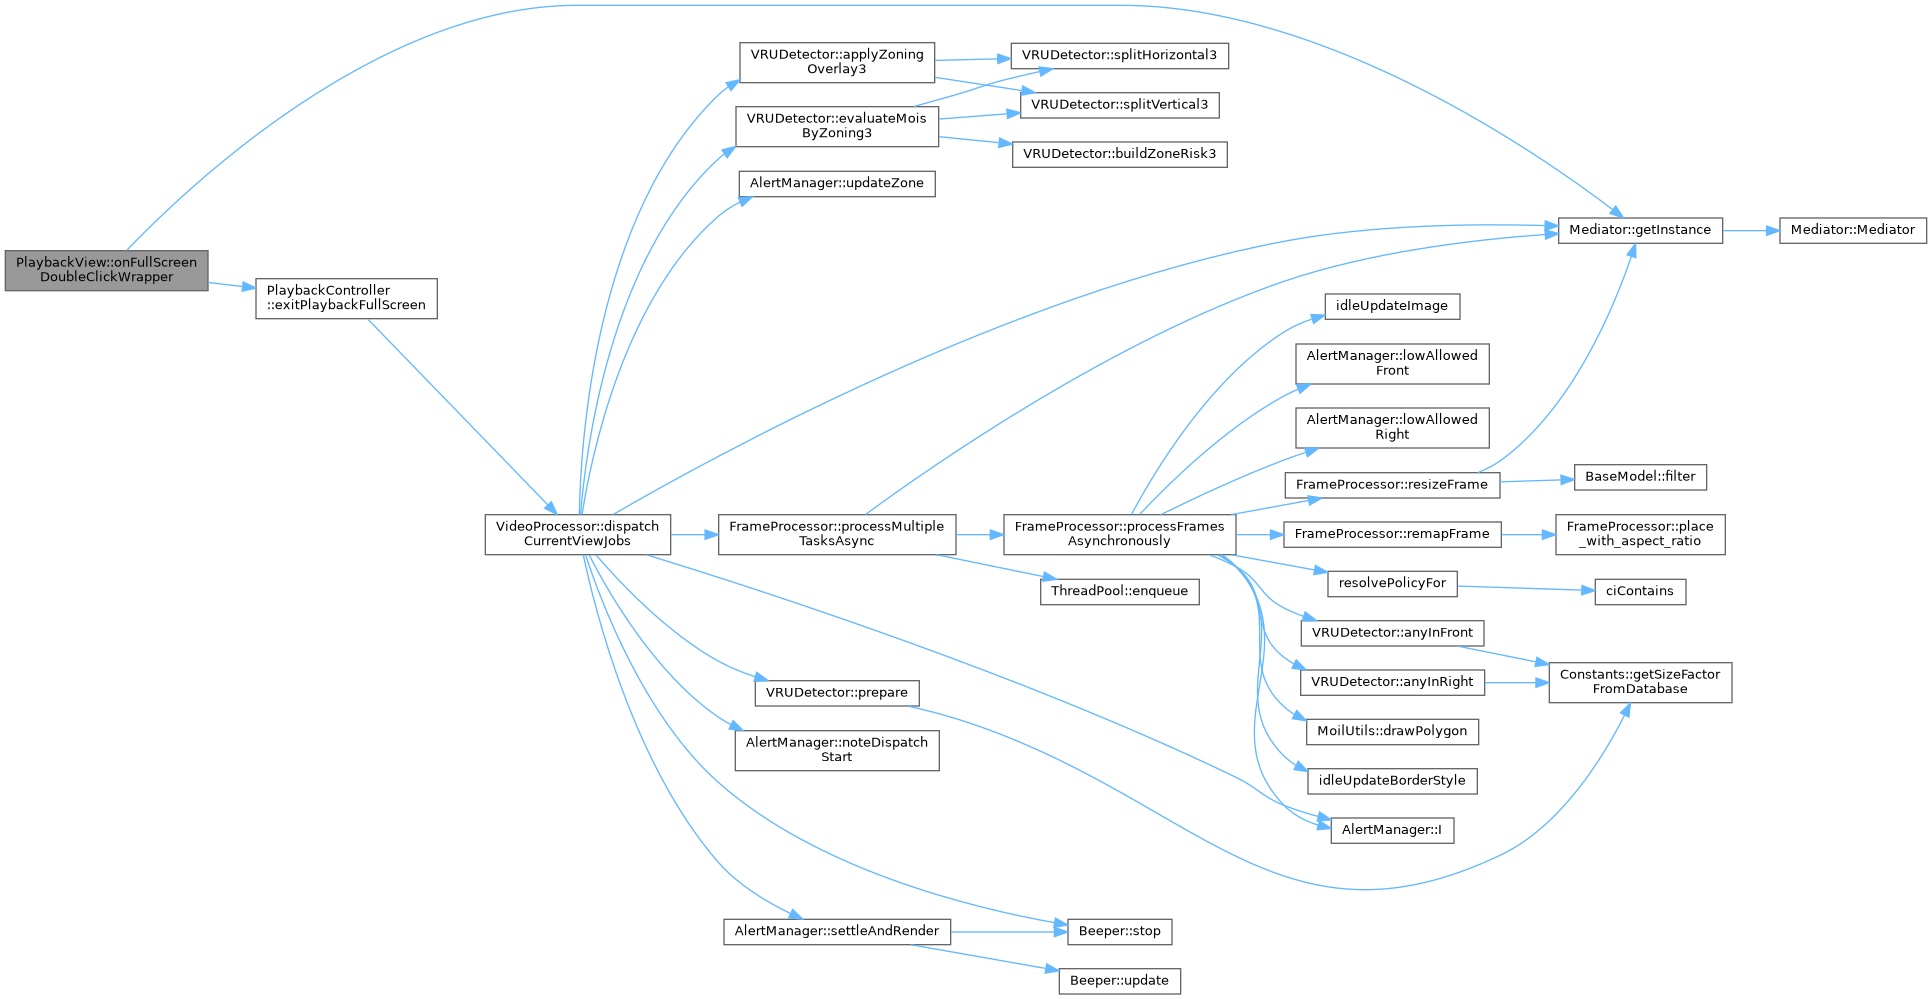 PlaybackView::onFullScreen
DoubleClickWrapper
PlaybackController
::exitPlaybackFullScreen
VideoProcessor::dispatch
CurrentViewJobs
VRUDetector::applyZoning
Overlay3
VRUDetector::evaluateMois
ByZoning3
AlertManager::updateZone
FrameProcessor::processMultiple
TasksAsync
VRUDetector::prepare
AlertManager::noteDispatch
Start
AlertManager::settleAndRender
VRUDetector::splitHorizontal3
VRUDetector::splitVertical3
VRUDetector::buildZoneRisk3
FrameProcessor::processFrames
Asynchronously
ThreadPool::enqueue
Beeper::stop
Beeper::update
idleUpdateImage
AlertManager::lowAllowed
Front
AlertManager::lowAllowed
Right
FrameProcessor::resizeFrame
FrameProcessor::remapFrame
resolvePolicyFor
VRUDetector::anyInFront
VRUDetector::anyInRight
MoilUtils::drawPolygon
idleUpdateBorderStyle
AlertManager::I
Mediator::getInstance
BaseModel::filter
FrameProcessor::place
_with_aspect_ratio
ciContains
Constants::getSizeFactor
FromDatabase
Mediator::Mediator